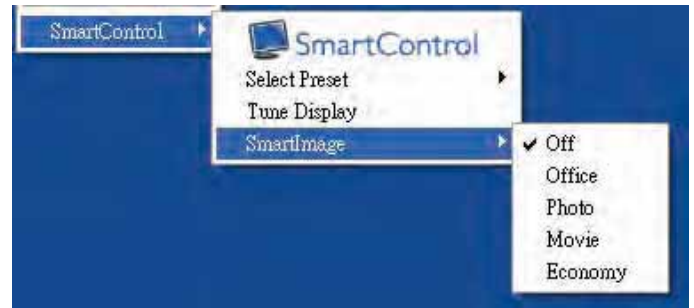 SmartControl
SmartControl
Select Preset
Tune Display
SmartImage
Off
Office
Photo
Movie
Economy